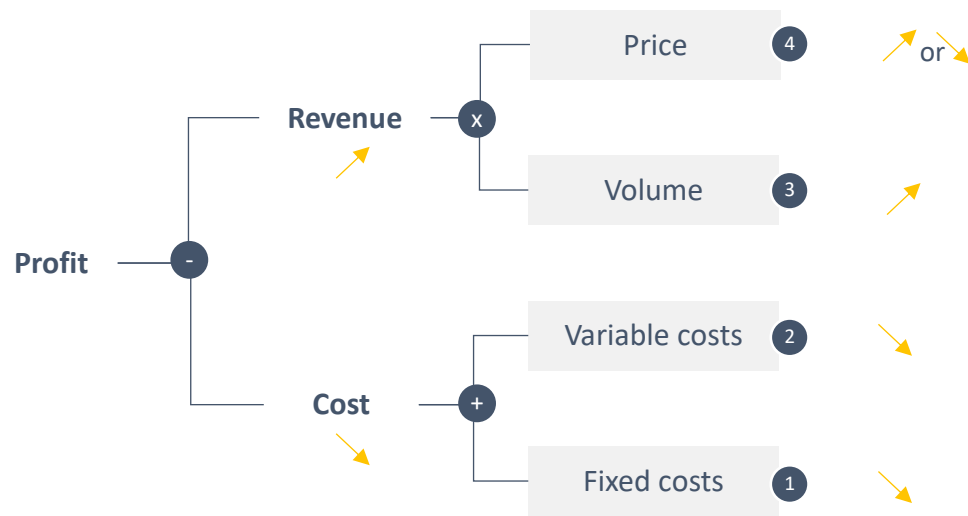 Price
4
or
Revenue
x
Volume
3
Profit
-
Variable costs
2
Cost
+
Fixed costs
1